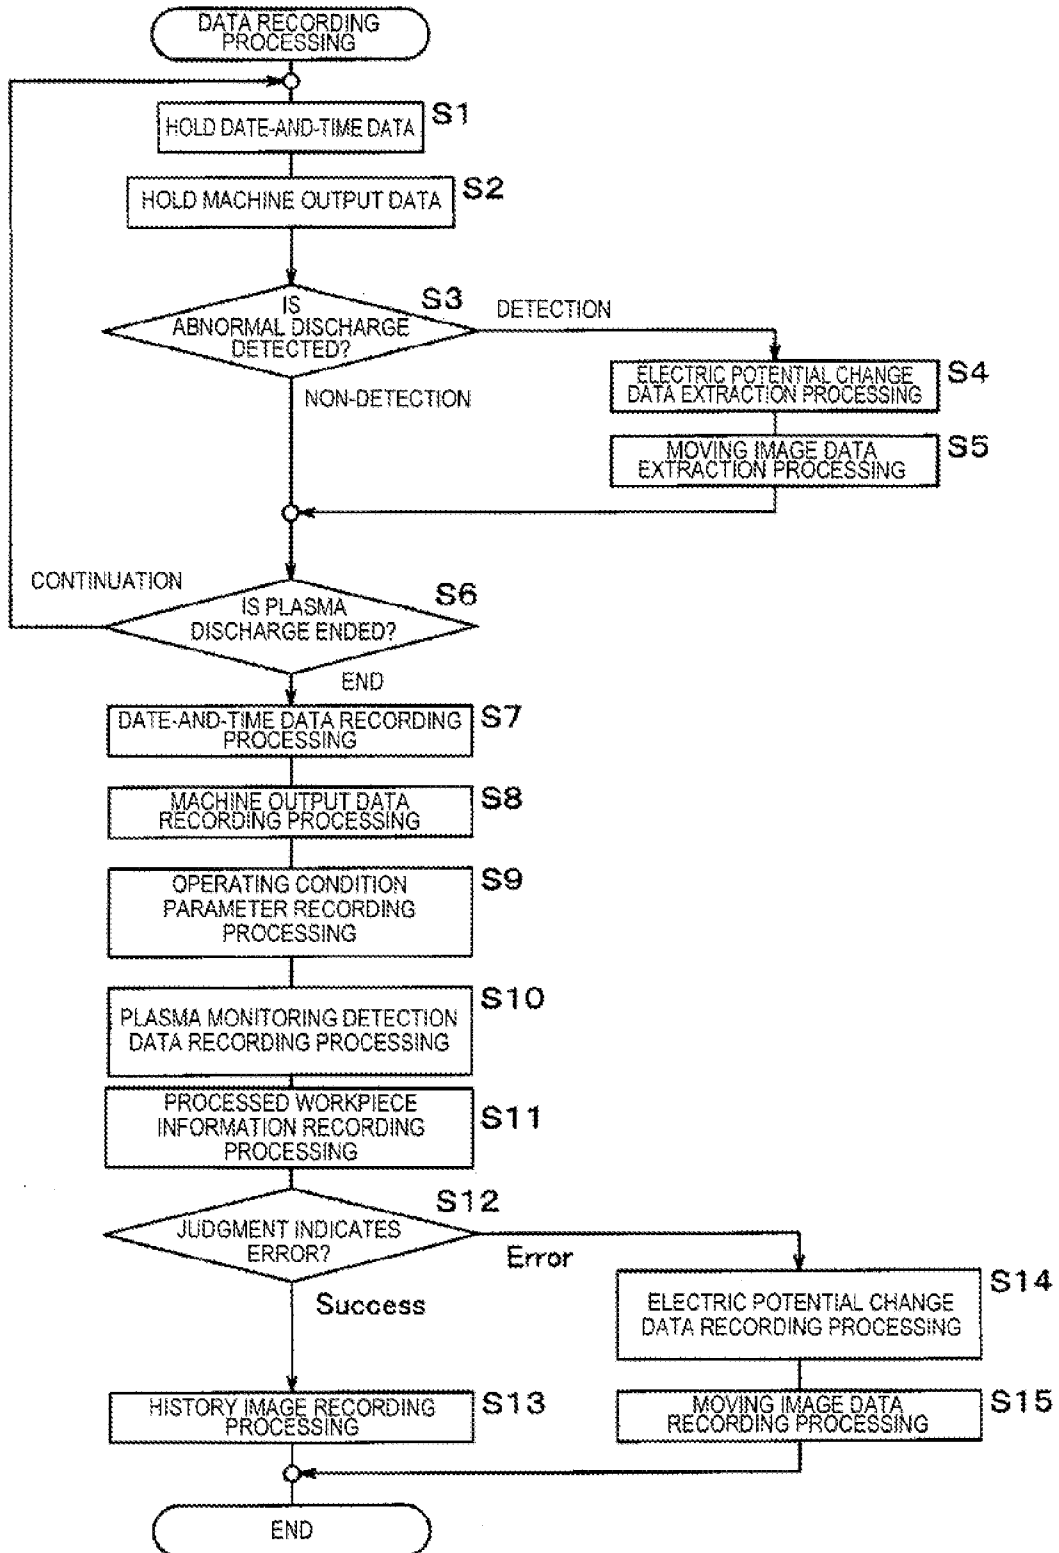 DATA RECORDING
PROCESSING
HOLD DATE-AND-TIME DATA
S1
HOLD MACHINE OUTPUT DATA
S2
IS
ABNORMAL DISCHARGE
DETECTED?
S3
DETECTION
NON-DETECTION
ELECTRIC POTENTIAL CHANGE
DATA EXTRACTION PROCESSING
S4
MOVING IMAGE DATA
EXTRACTION PROCESSING
S5
CONTINUATION
IS PLASMA
DISCHARGE ENDED?
S6
END
DATE-AND-TIME DATA RECORDING
PROCESSING
S7
MACHINE OUTPUT DATA
RECORDING PROCESSING
S8
OPERATING CONDITION
PARAMETER RECORDING
PROCESSING
S9
PLASMA MONITORING DETECTION
DATA RECORDING PROCESSING
S10
PROCESSED WORKPIECE
INFORMATION RECORDING
PROCESSING
S11
JUDGMENT INDICATES
ERROR?
S12
Error
Success
ELECTRIC POTENTIAL CHANGE
DATA RECORDING PROCESSING
S14
HISTORY IMAGE RECORDING
PROCESSING
S13
MOVING IMAGE DATA
RECORDING PROCESSING
S15
END